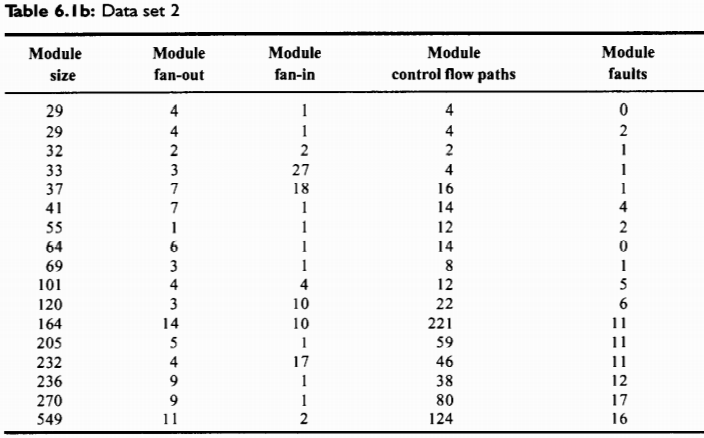 Table 6.1b: Data set 2
Module Module Module Module Module
size fan-out fan-in control flow paths faults
29 4 1 4 0
29 4 1 4 2
32 2 2 2 1
33 3 27 4 1
37 7 18 16 1
41 7 1 14 4
55 1 1 12 2
64 6 1 14 0
69 3 1 8 1
101 4 4 12 5
120 3 10 22 6
164 14 10 221 11
205 5 1 59 11
232 4 17 46 11
236 9 1 38 12
270 9 1 80 17
549 11 2 124 16